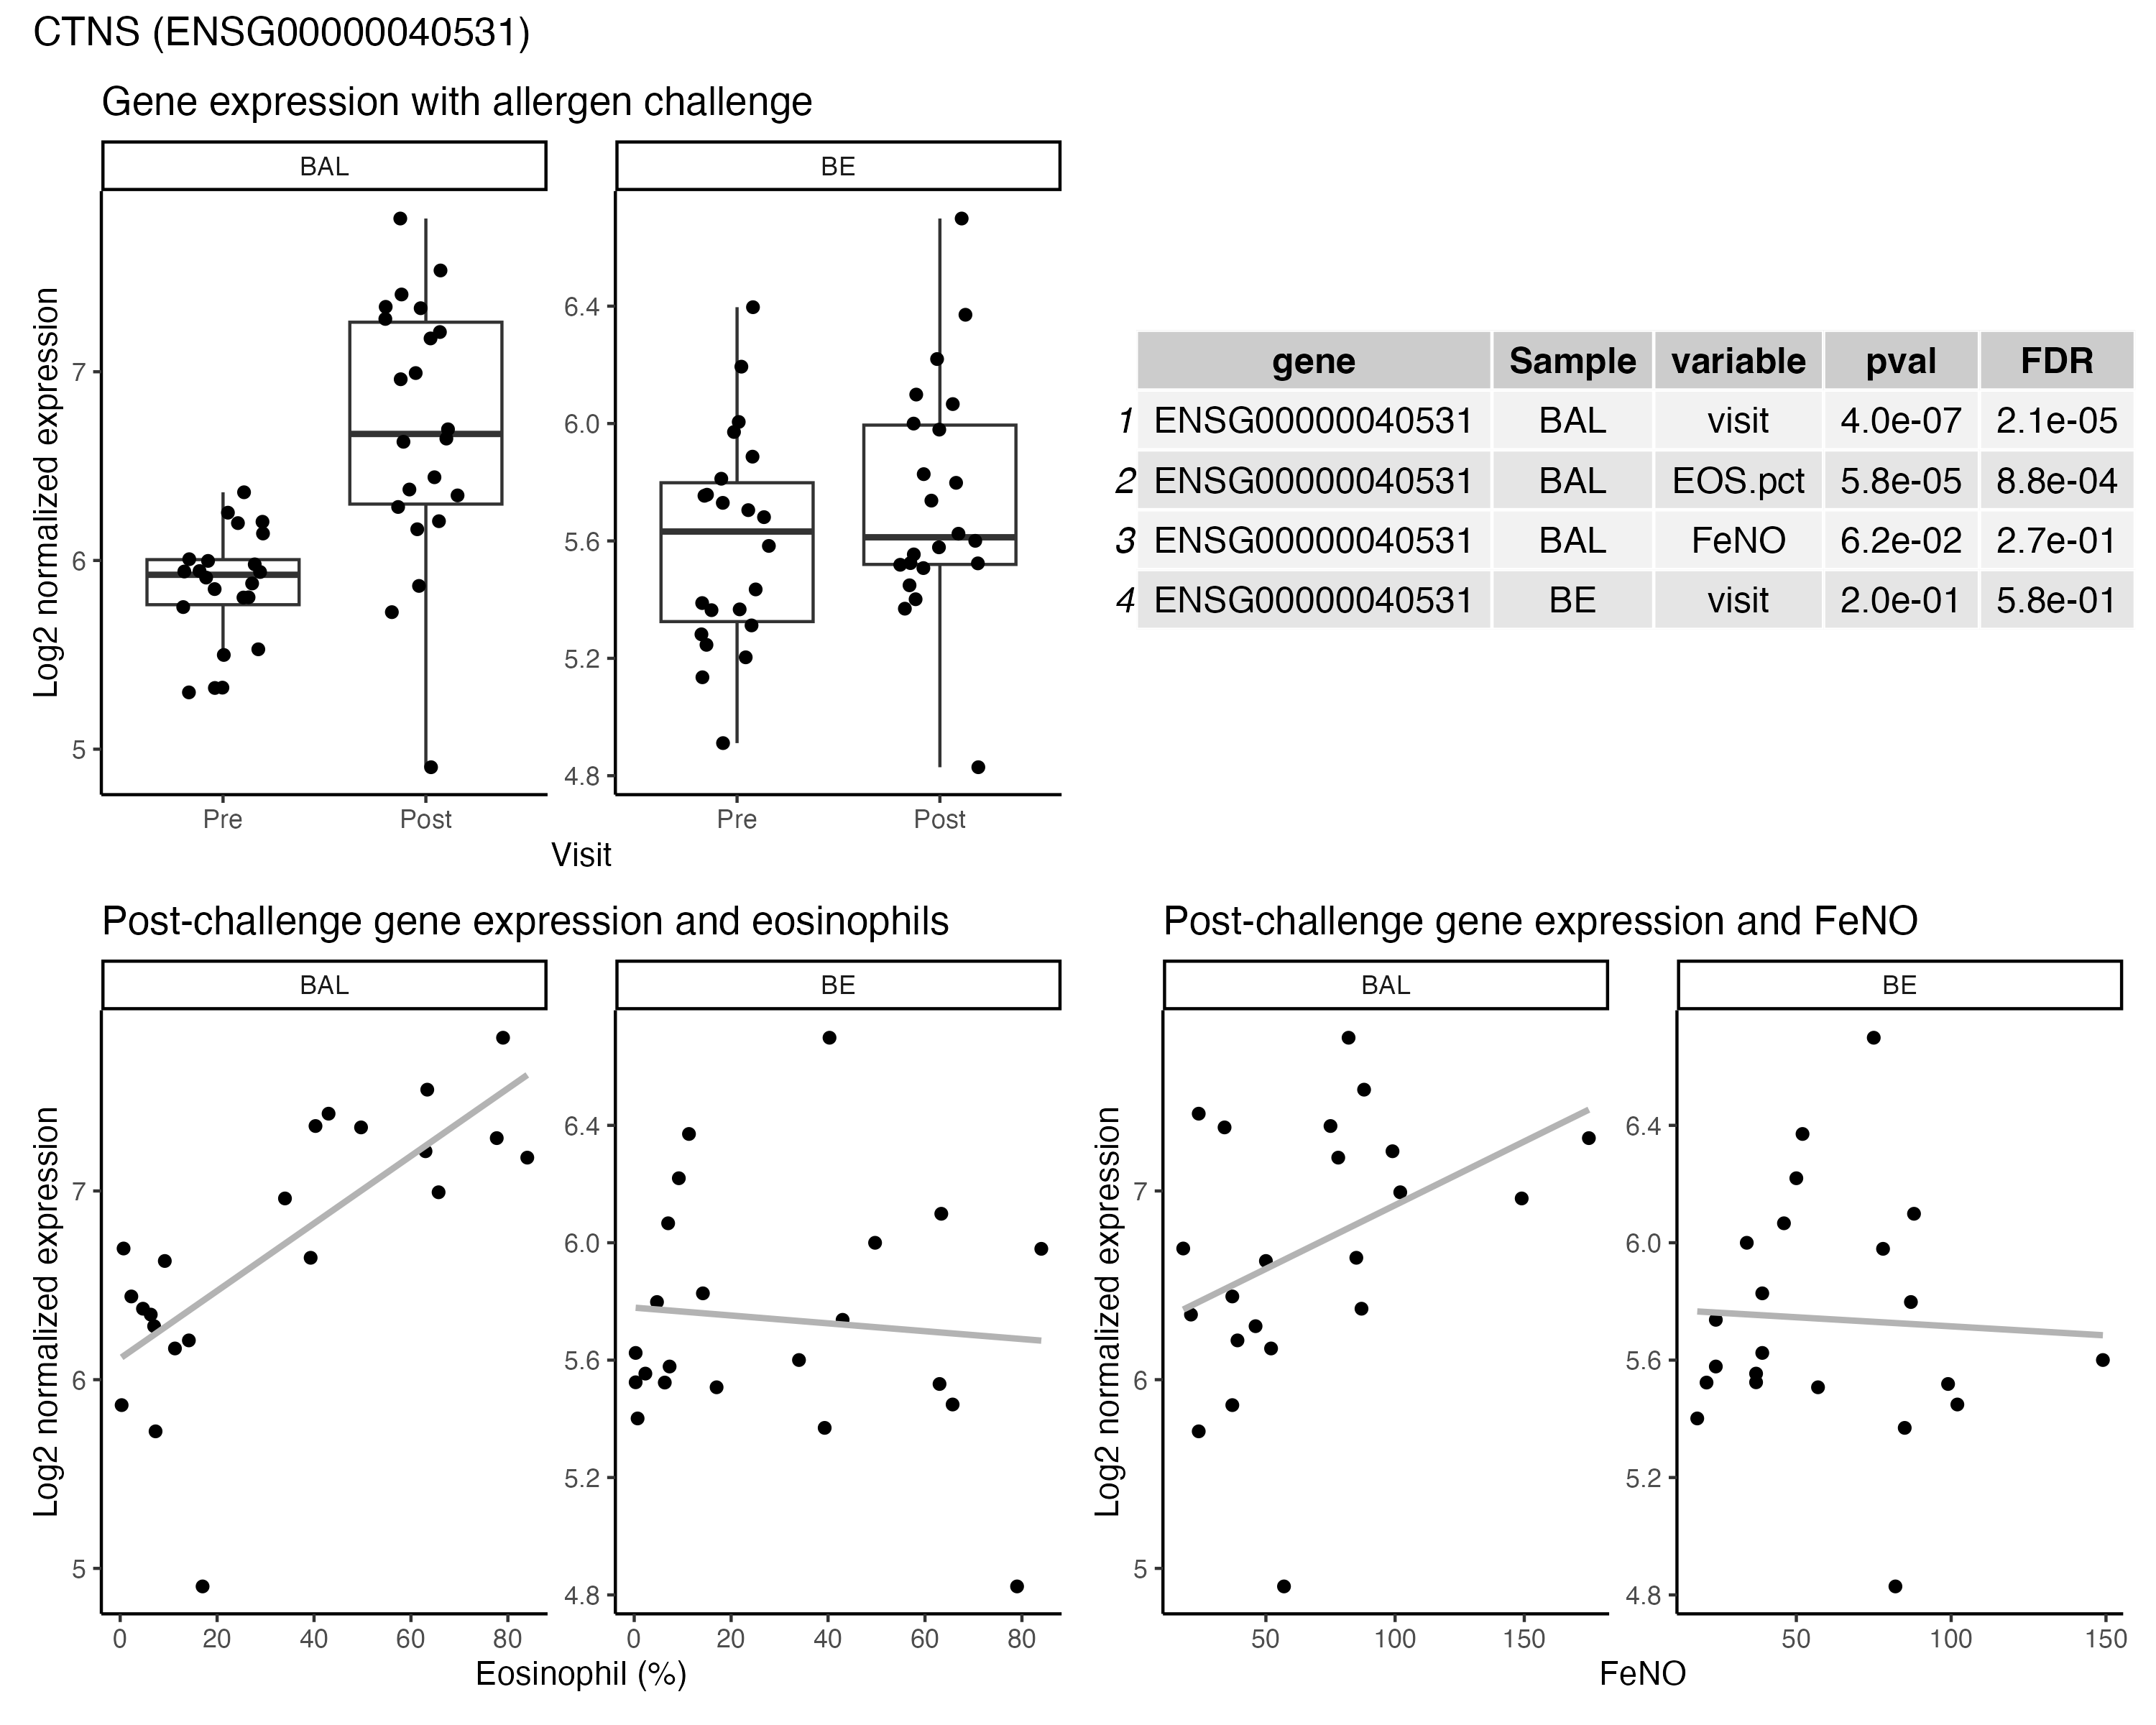 CTNS (ENSG00000040531)
Gene expression with allergen challenge
BAL
BE
Log2 normalized expression
7
6
5
6.4
6.0
5.6
5.2
4.8
Pre
Post
Pre
Post
Visit
gene Sample variable pval FDR
1 ENSG00000040531 BAL visit 4.0e-07 2.1e-05
2 ENSG00000040531 BAL EOS.pct 5.8e-05 8.8e-04
3 ENSG00000040531 BAL FeNO 6.2e-02 2.7e-01
4 ENSG00000040531 BE visit 2.0e-01 5.8e-01
Post-challenge gene expression and eosinophils
BAL
BE
Log2 normalized expression
7
6
5
6.4
6.0
5.6
5.2
4.8
0 20 40 60 80
0 20 40 60 80
Eosinophil (%)
Post-challenge gene expression and FeNO
BAL
BE
Log2 normalized expression
7
6
5
6.4
6.0
5.6
5.2
4.8
50 100 150
50 100 150
FeNO